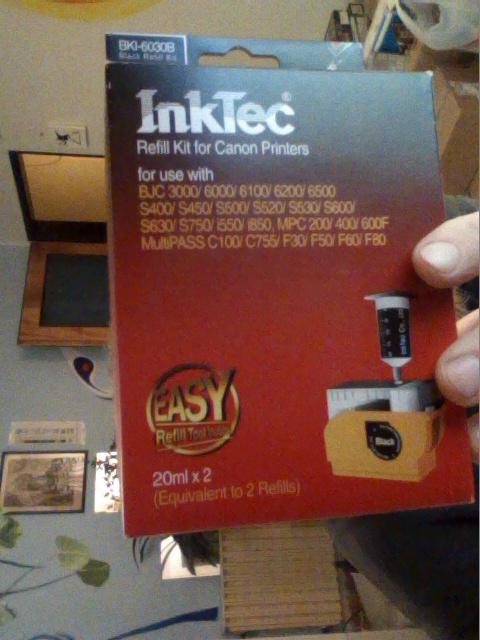 BKI-6030B
Black Refill Kit
InkTec®
Refill Kit for Canon Printers
for use with
BJC 3000/ 6000/ 6100/ 6200/ 6500
S400/ S450/ S500/ S520/ S530/ S600/
S630/ S750/ i550/ i850, MPC 200/ 400/ 600F
MultiPASS C100/ C755/ F30/ F50/ F60/ F80
EASY
Refill Tool
Black
20ml x 2
(Equivalent to 2 Refills)